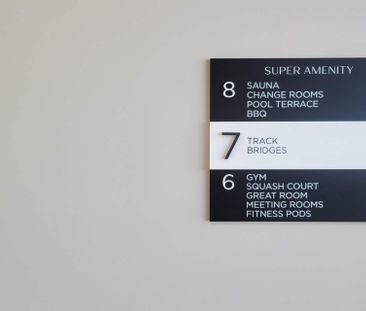 SUPER AMENITY
8 SAUNA
CHANGE ROOMS
POOL TERRACE
BBQ
7 TRACK
BRIDGES
6 GYM
SQUASH COURT
GREAT ROOM
MEETING ROOMS
FITNESS PODS